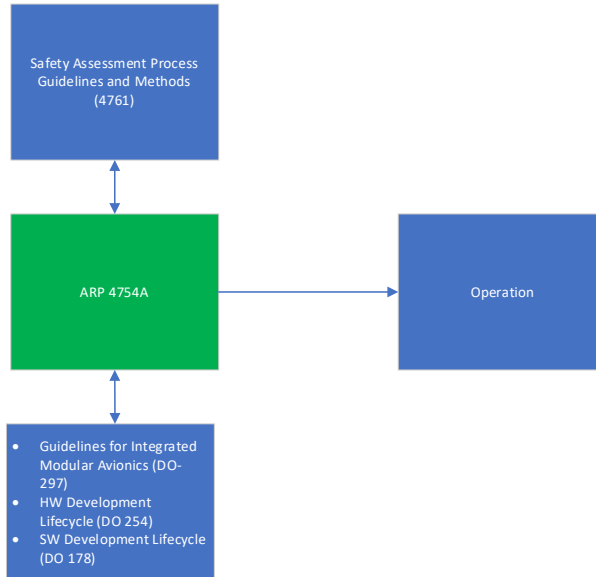 Safety Assessment Process
Guidelines and Methods
(4761)
ARP 4754A
Operation
• Guidelines for Integrated
Modular Avionics (DO-
297)
• HW Development
Lifecycle (DO 254)
• SW Development Lifecycle
(DO 178)